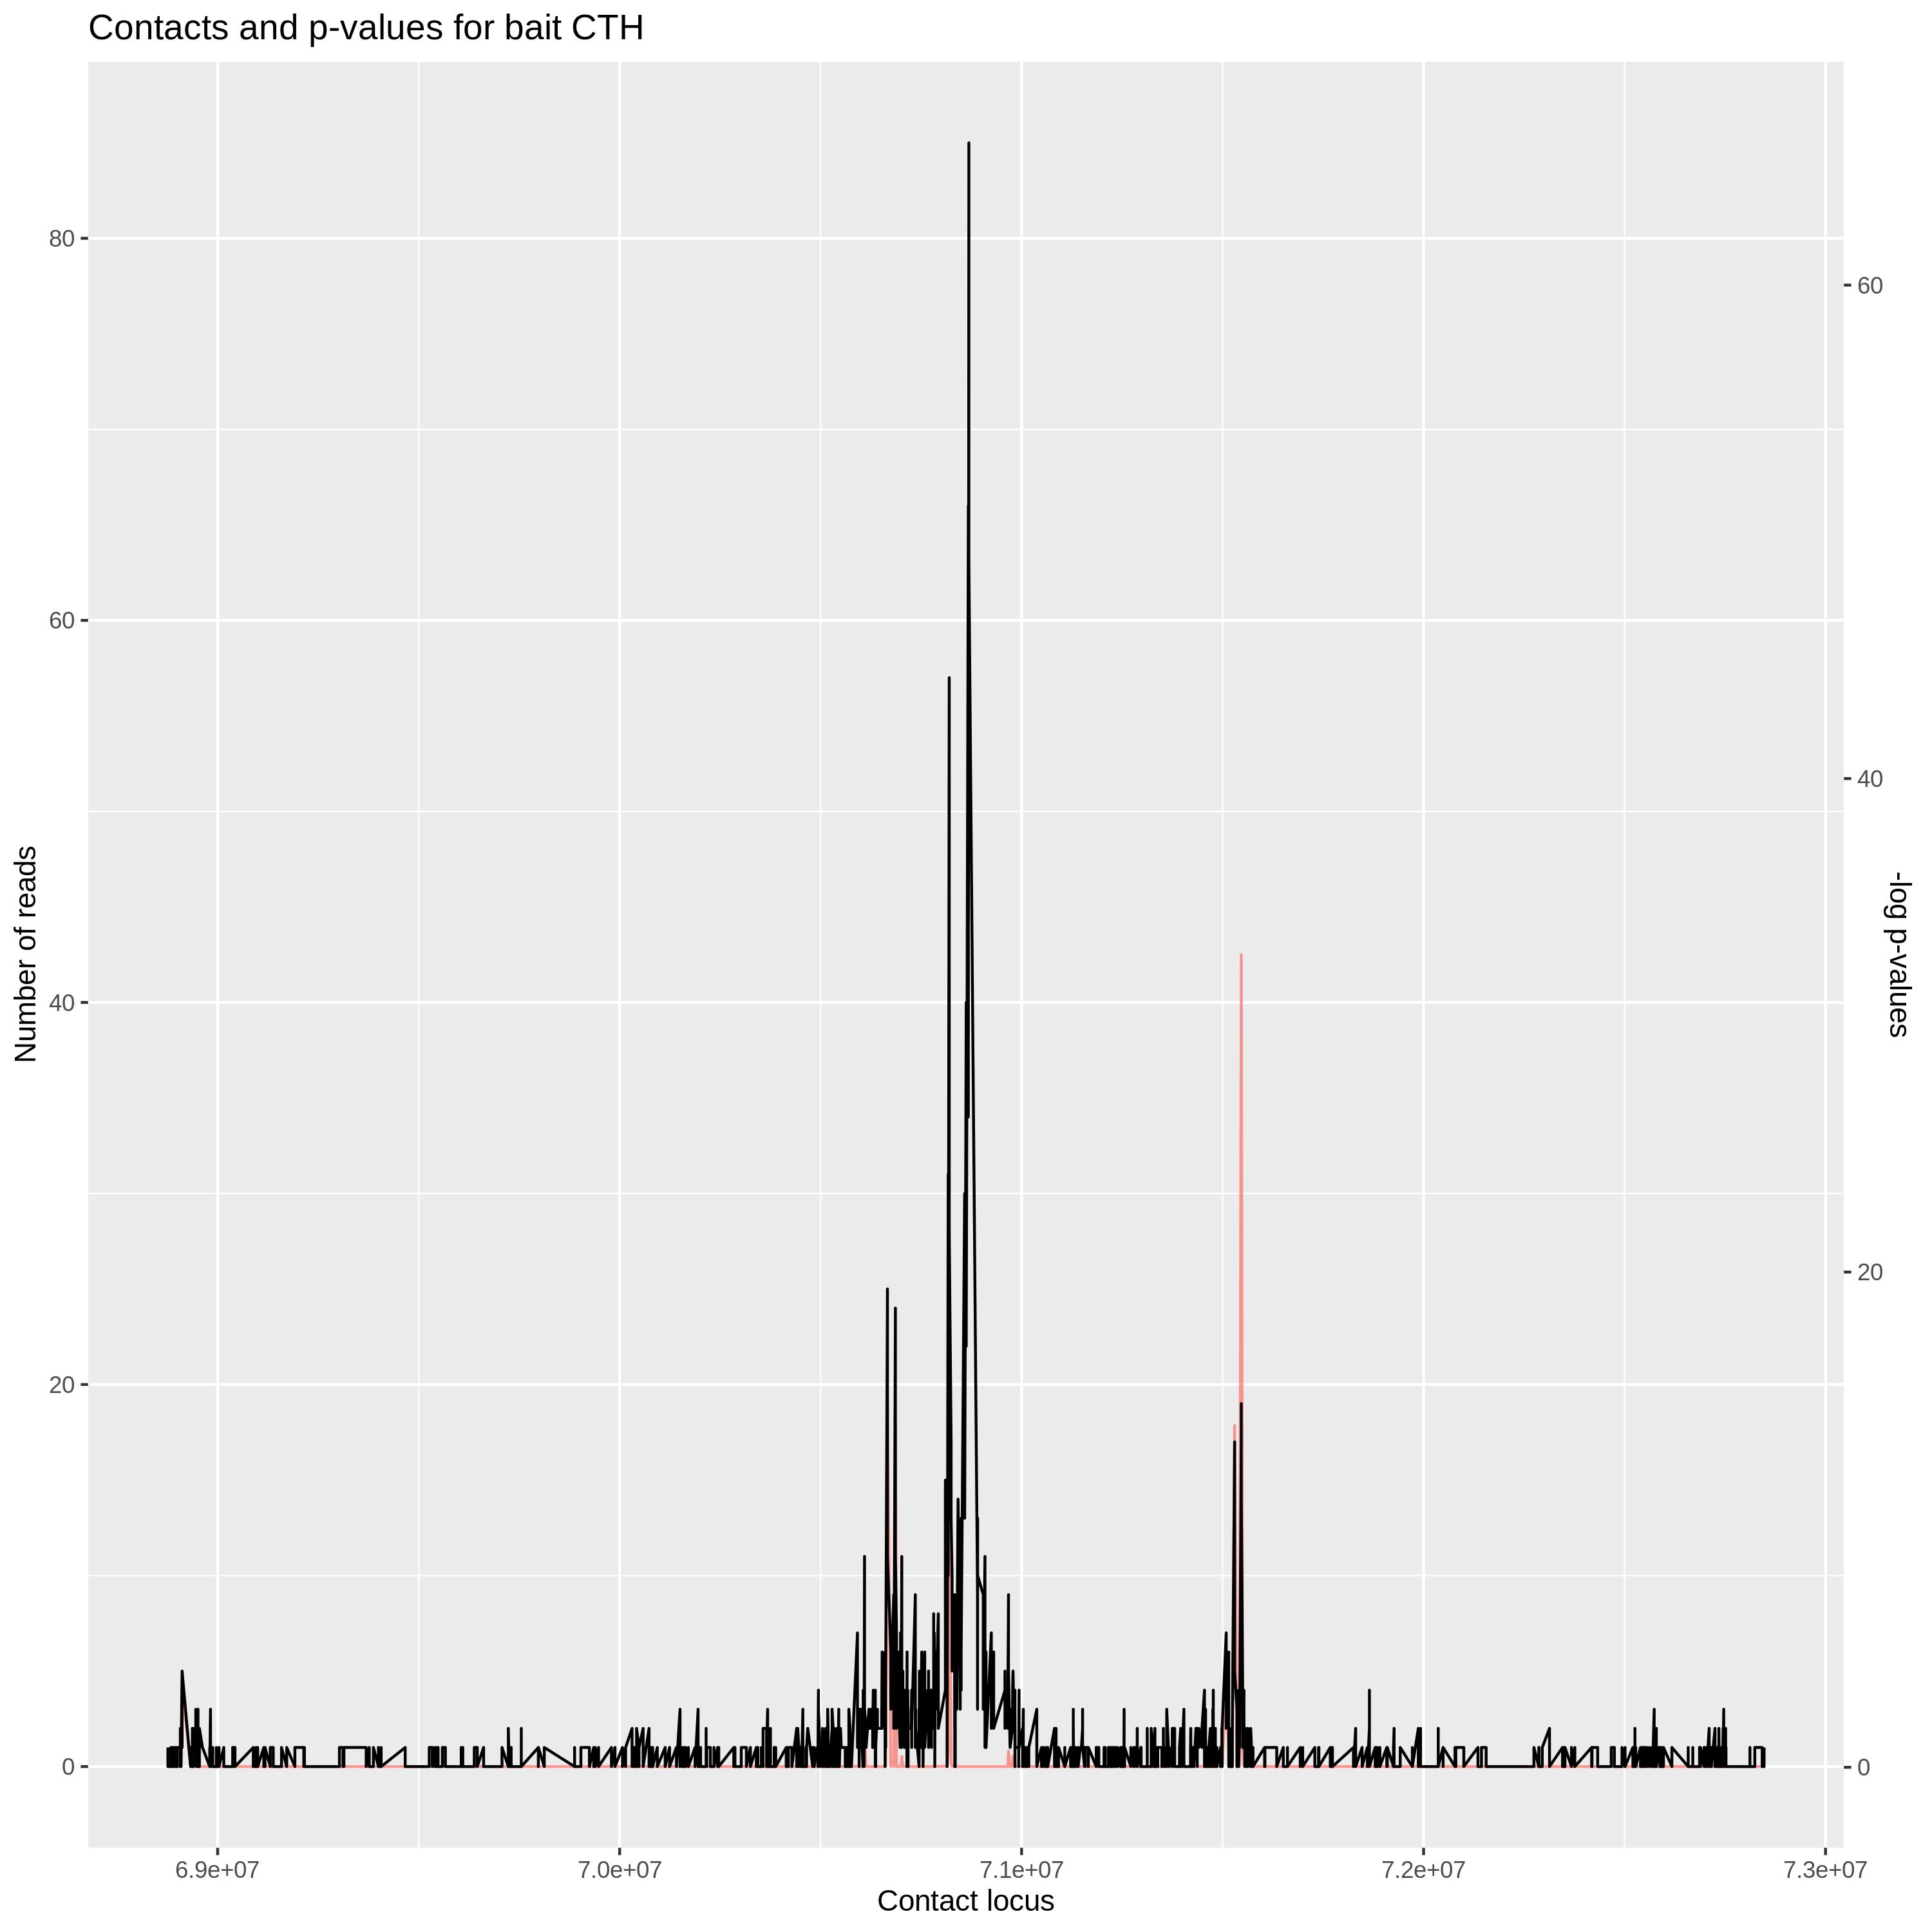 Contacts and p-values for bait CTH
80
60
40
20
0
60
40
20
0
Number of reads
-log p-values
6.9e+07 7.0e+07 7.1e+07 7.2e+07 7.3e+07
Contact locus